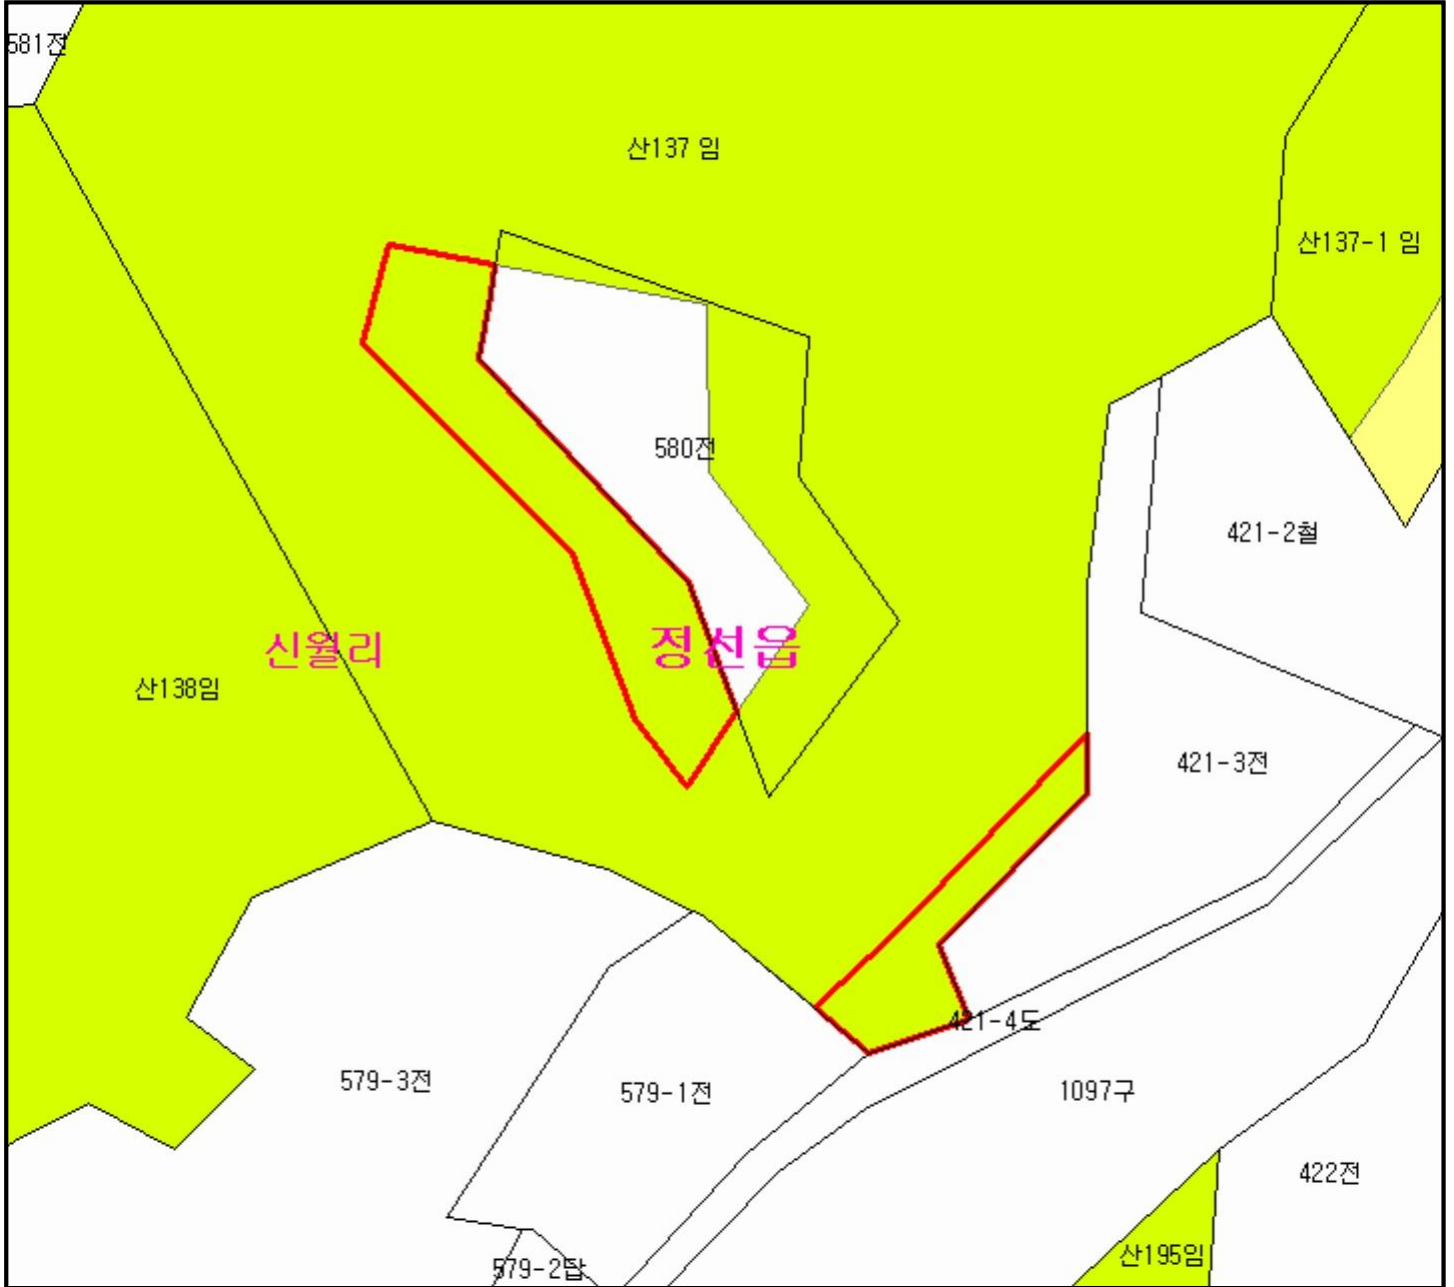 581전
산137 임
산137-1 임
580전
421-2철
신월리
정선읍
산138임
421-3전
421-4도
579-3전
579-1전
1097구
422전
산195임
579-2답